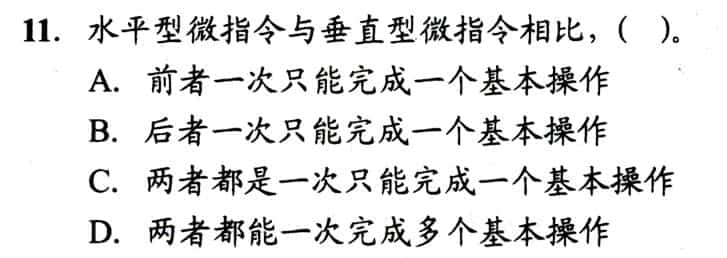 11. 水平型微指令与垂直型微指令相比，( )。
A. 前者一次只能完成一个基本操作
B. 后者一次只能完成一个基本操作
C. 两者都是一次只能完成一个基本操作
D. 两者都能一次完成多个基本操作